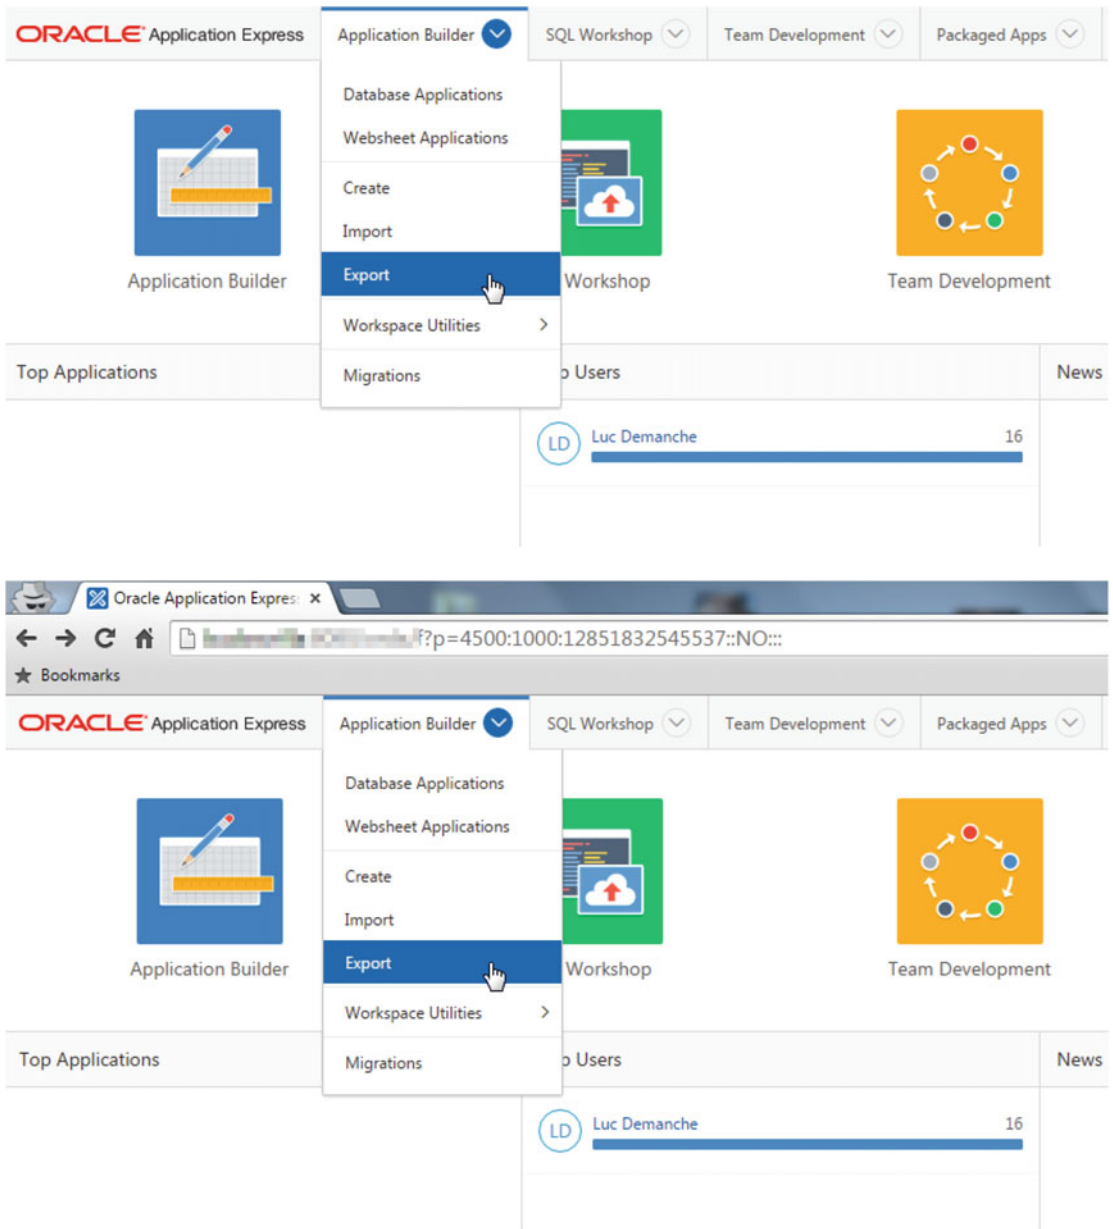 ORACLE Application Express Application Builder SQL Workshop Team Development Packaged Apps
Database Applications
Websheet Applications
Create
Import
Export
Workspace Utilities
Migrations
Application Builder Workshop Team Development
Top Applications Users News
LD Luc Demanche 16
Oracle Application Expres
f?p=4500:1000:12851832545537::NO:::
Bookmarks
ORACLE Application Express Application Builder SQL Workshop Team Development Packaged Apps
Database Applications
Websheet Applications
Create
Import
Export
Workspace Utilities
Migrations
Application Builder Workshop Team Development
Top Applications Users News
LD Luc Demanche 16